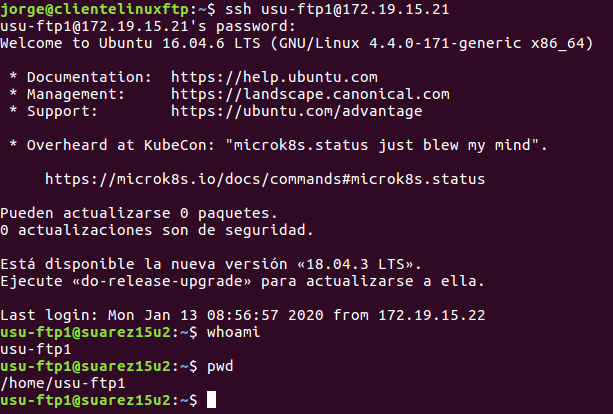 jorge@clientelinuxftp:~$ ssh usu-ftp1@172.19.15.21
usu-ftp1@172.19.15.21's password:
Welcome to Ubuntu 16.04.6 LTS (GNU/Linux 4.4.0-171-generic x86_64)
* Documentation:  https://help.ubuntu.com
* Management:     https://landscape.canonical.com
* Support:        https://ubuntu.com/advantage
* Overheard at KubeCon: "microk8s.status just blew my mind".
https://microk8s.io/docs/commands#microk8s.status
Pueden actualizarse 0 paquetes.
0 actualizaciones son de seguridad.
Está disponible la nueva versión «18.04.3 LTS».
Ejecute «do-release-upgrade» para actualizarse a ella.
Last login: Mon Jan 13 08:56:57 2020 from 172.19.15.22
usu-ftp1@suarez15u2:~$ whoami
usu-ftp1
usu-ftp1@suarez15u2:~$ pwd
/home/usu-ftp1
usu-ftp1@suarez15u2:~$